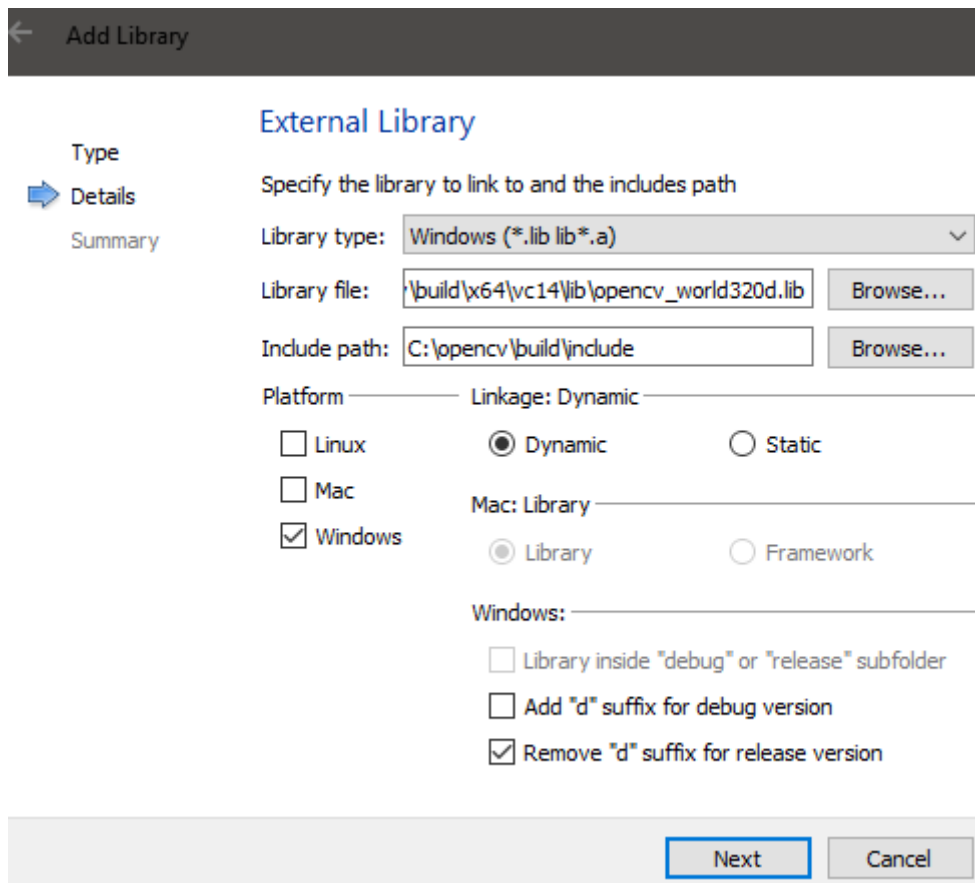 Add Library
External Library
Type
Details
Summary
Specify the library to link to and the includes path
Library type: Windows (*.lib lib*.a)
Library file: \build\x64\vc14\lib\opencv_world320d.lib Browse...
Include path: C:\opencv\build\include Browse...
Platform Linkage: Dynamic
Linux Dynamic Static
Mac
Mac: Library
Windows
Library Framework
Windows:
Library inside "debug" or "release" subfolder
Add "d" suffix for debug version
Remove "d" suffix for release version
Next Cancel